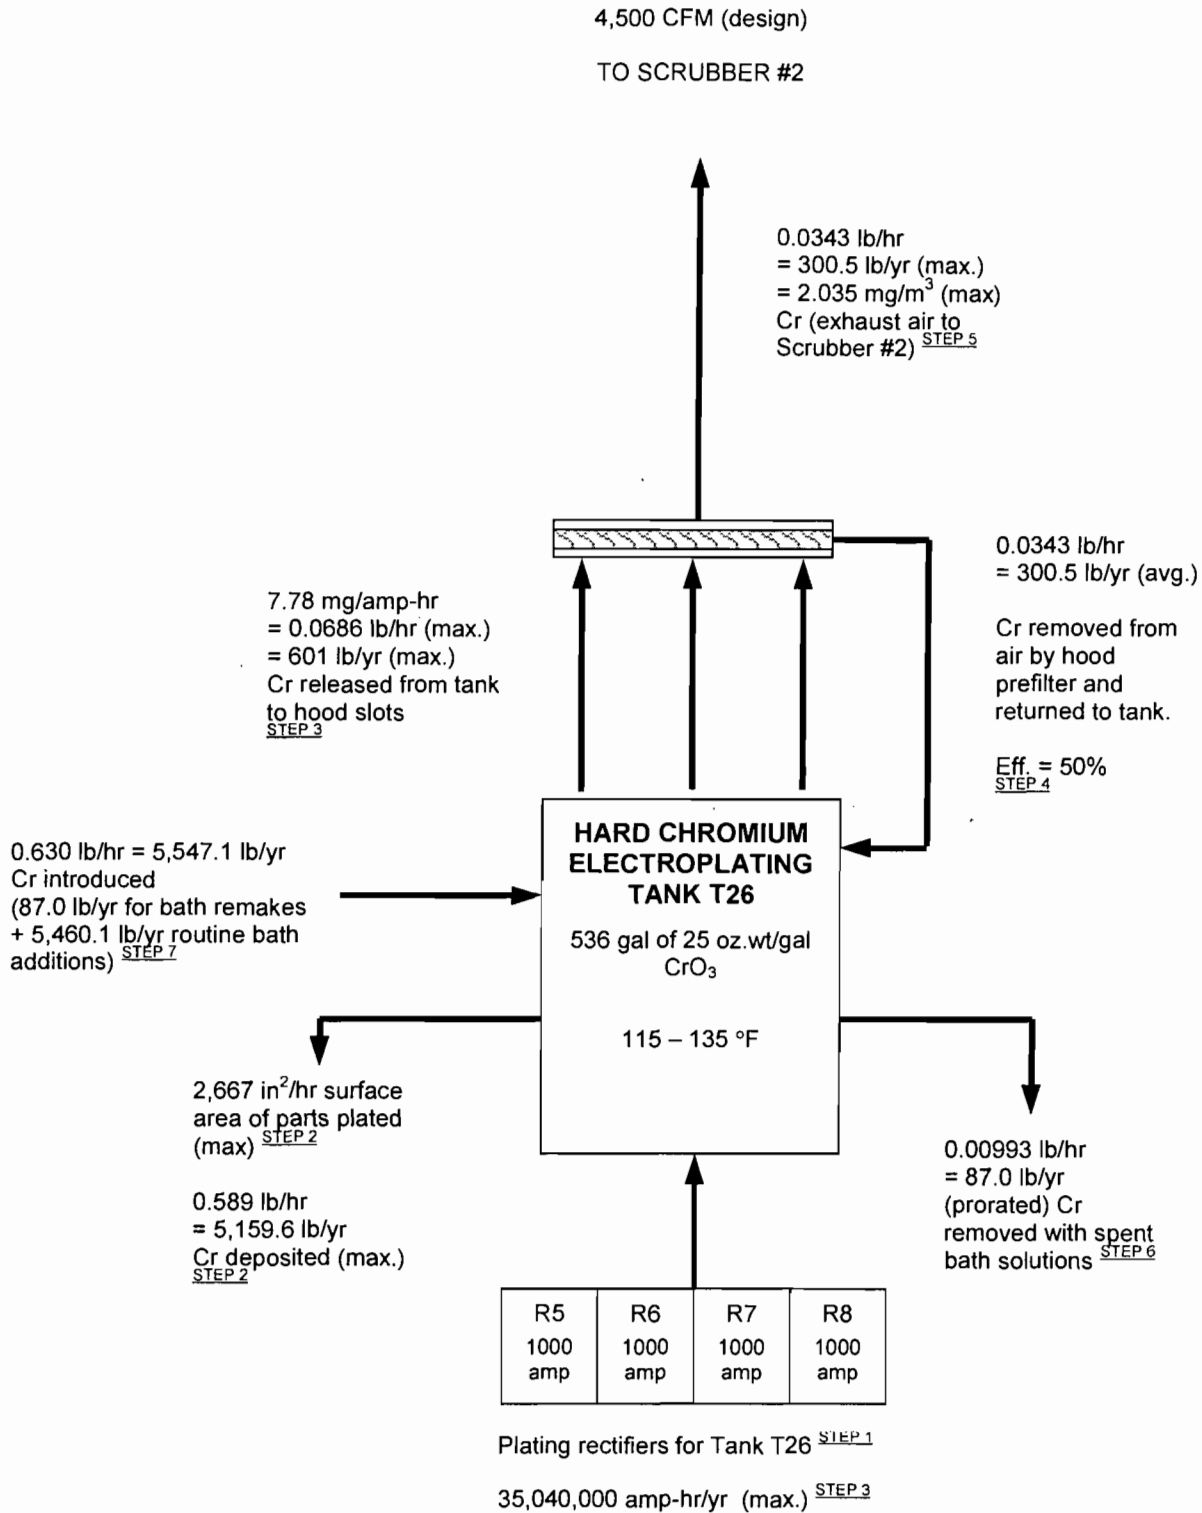 4,500 CFM (design)
TO SCRUBBER #2
0.0343 lb/hr
= 300.5 lb/yr (max.)
= 2.035 mg/m³ (max)
Cr (exhaust air to
Scrubber #2) STEP 5
7.78 mg/amp-hr
= 0.0686 lb/hr (max.)
= 601 lb/yr (max.)
Cr released from tank
to hood slots
STEP 3
0.0343 lb/hr
= 300.5 lb/yr (avg.)
Cr removed from
air by hood
prefilter and
returned to tank.
Eff. = 50%
STEP 4
0.630 lb/hr = 5,547.1 lb/yr
Cr introduced
(87.0 lb/yr for bath remakes
+ 5,460.1 lb/yr routine bath
additions) STEP 7
HARD CHROMIUM
ELECTROPLATING
TANK T26
536 gal of 25 oz.wt/gal
CrO₃
115 – 135 °F
2,667 in²/hr surface
area of parts plated
(max) STEP 2
0.589 lb/hr
= 5,159.6 lb/yr
Cr deposited (max.)
STEP 2
0.00993 lb/hr
= 87.0 lb/yr
(prorated) Cr
removed with spent
bath solutions STEP 6
R5
1000
amp
R6
1000
amp
R7
1000
amp
R8
1000
amp
Plating rectifiers for Tank T26 STEP 1
35,040,000 amp-hr/yr (max.) STEP 3